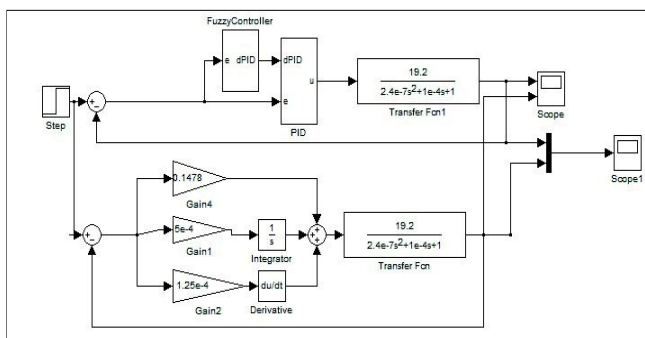 FuzzyController
e dPID
dPID
u
e
PID
19.2
2.4e-7s²+1e-4s+1
Transfer Fcn1
Step
+
-
Scope
Scope1
0.1478
Gain4
+
-
5e-4
Gain1
1
s
Integrator
+
+
+
19.2
2.4e-7s²+1e-4s+1
Transfer Fcn
1.25e-4
Gain2
du/dt
Derivative